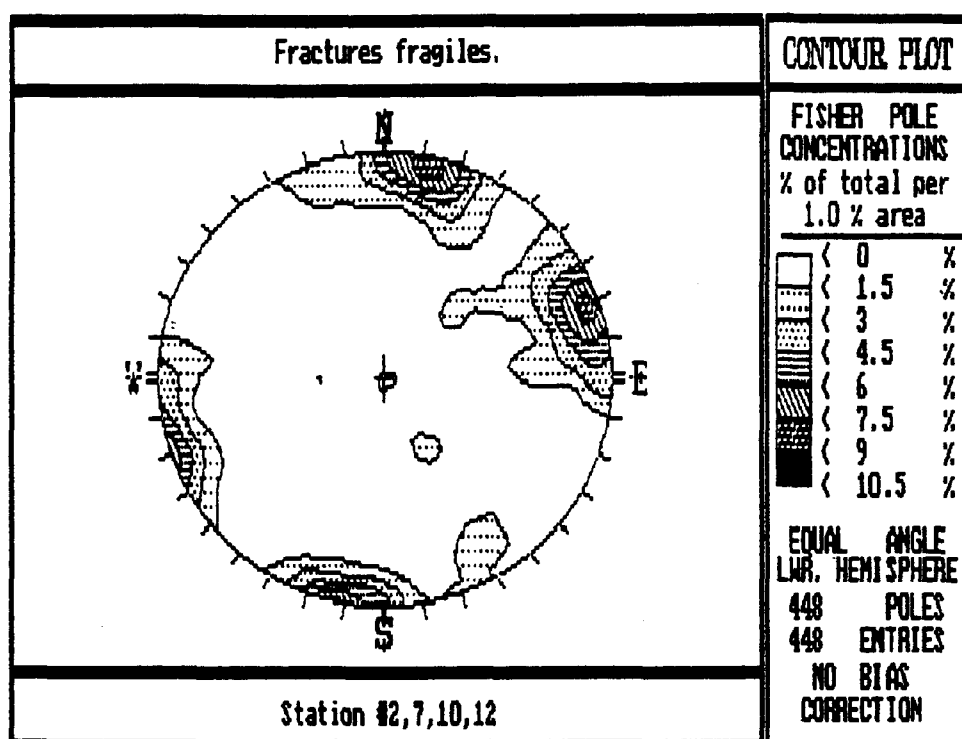 Fractures fragiles.
N
W
E
S
Station #2,7,10,12
CONTOUR PLOT
FISHER POLE
CONCENTRATIONS
% of total per
1.0 % area
< 0 %
< 1.5 %
< 3 %
< 4.5 %
< 6 %
< 7.5 %
< 9 %
< 10.5 %
EQUAL ANGLE
LWR. HEMISPHERE
448 POLES
448 ENTRIES
NO BIAS
CORRECTION